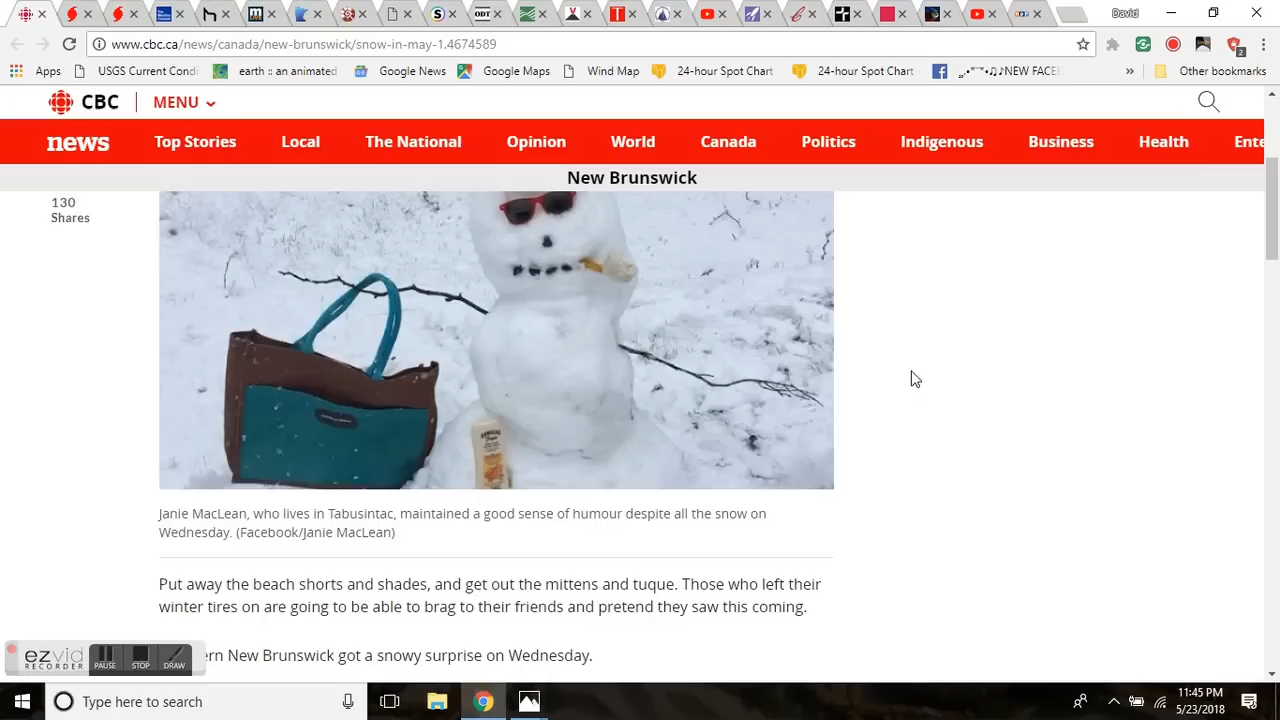 David
www.cbc.ca/news/canada/new-brunswick/snow-in-may-1.4674589
Apps USGS Current Condi earth :: an animated Google News Google Maps Wind Map 24-hour Spot Chart 24-hour Spot Chart „.•°•♫♪NEW FACE » Other bookmarks
CBC MENU
news Top Stories Local The National Opinion World Canada Politics Indigenous Business Health Ente
New Brunswick
130
Shares
Janie MacLean, who lives in Tabusintac, maintained a good sense of humour despite all the snow on
Wednesday. (Facebook/Janie MacLean)
Put away the beach shorts and shades, and get out the mittens and tuque. Those who left their
winter tires on are going to be able to brag to their friends and pretend they saw this coming.
ern New Brunswick got a snowy surprise on Wednesday.
ezvid
RECORDER
PAUSE STOP DRAW
Type here to search
11:45 PM
5/23/2018